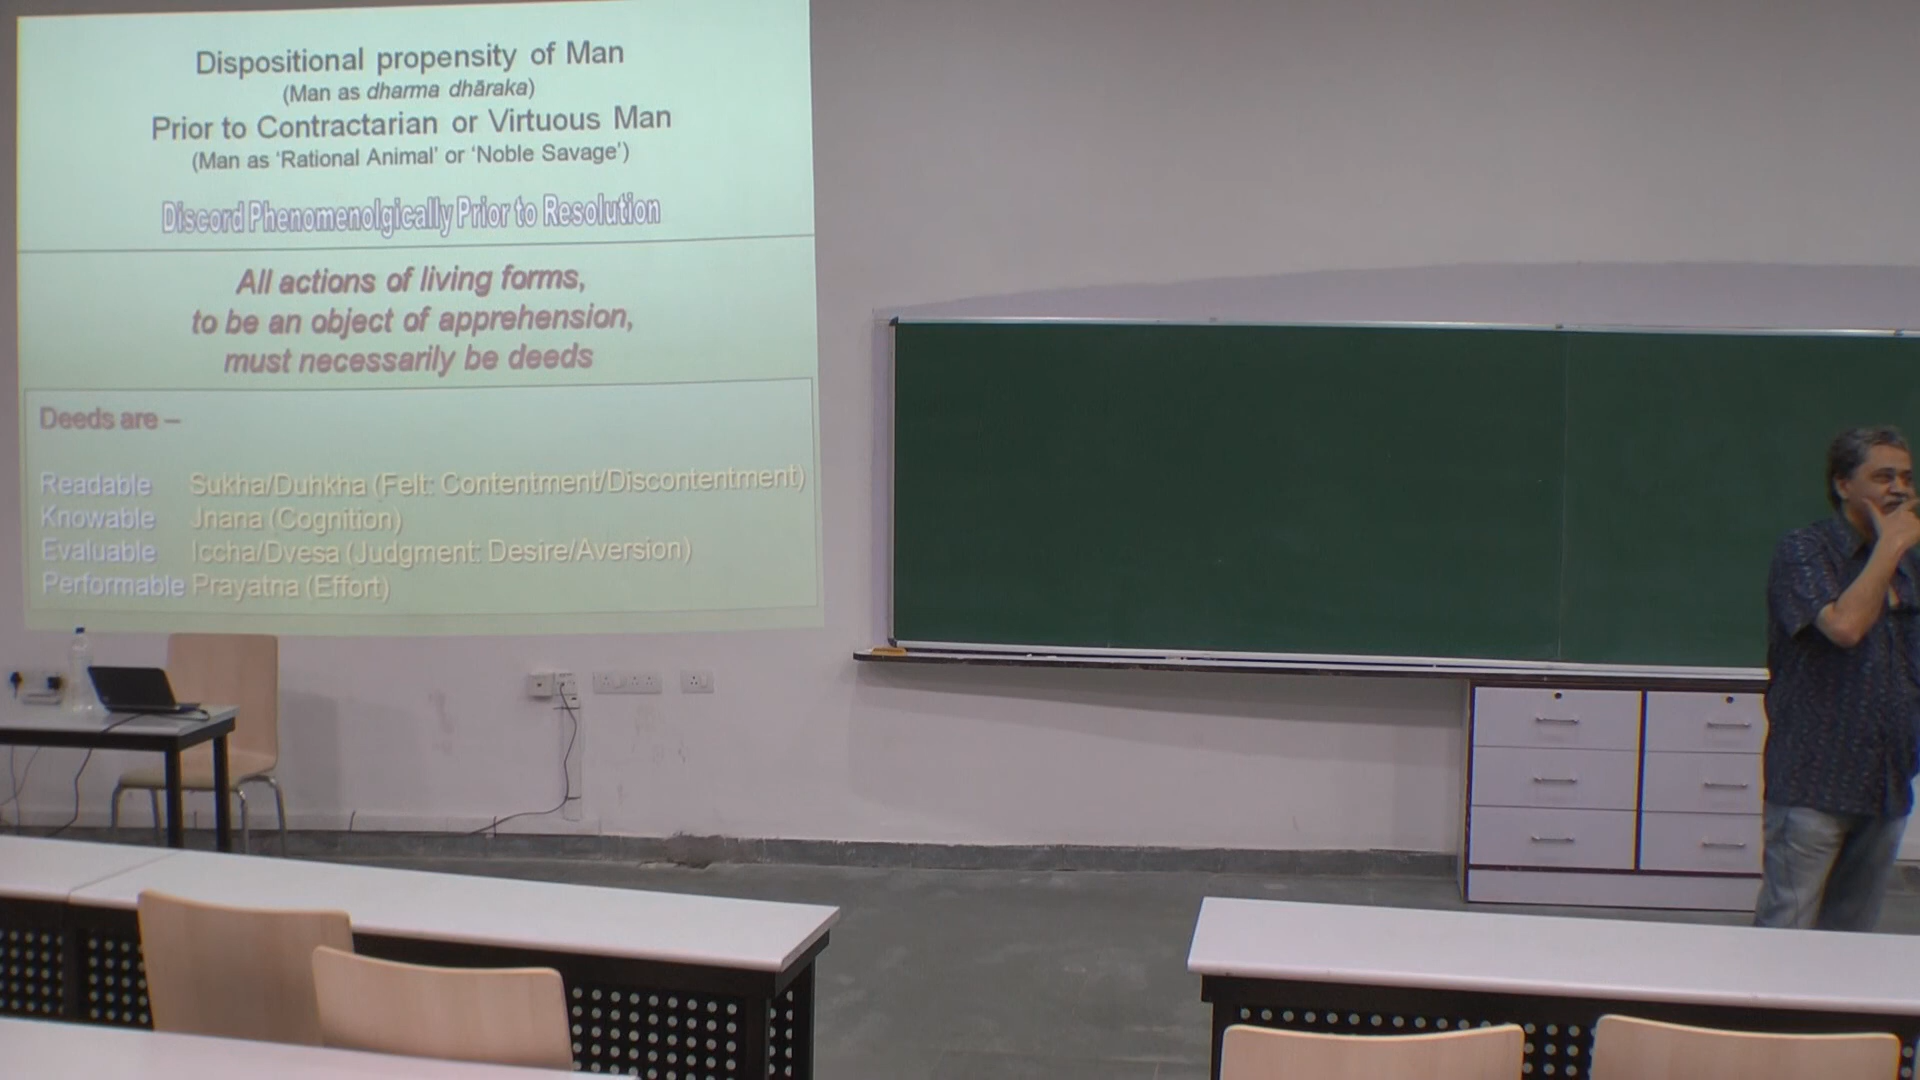 Dispositional propensity of Man
(Man as dharma dhāraka)
Prior to Contractarian or Virtuous Man
(Man as ‘Rational Animal’ or ‘Noble Savage’)
Discord Phenomenolgically Prior to Resolution
All actions of living forms,
to be an object of apprehension,
must necessarily be deeds
Deeds are –
Readable Sukha/Duhkha (Felt: Contentment/Discontentment)
Knowable Jnana (Cognition)
Evaluable Iccha/Dvesa (Judgment: Desire/Aversion)
Performable Prayatna (Effort)